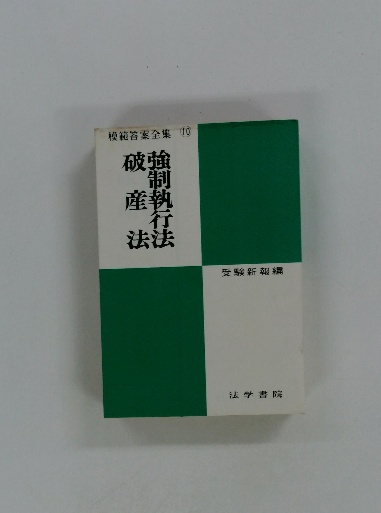 模範答案全集 10
強制執行法
破産法
受験新報編
法学書院